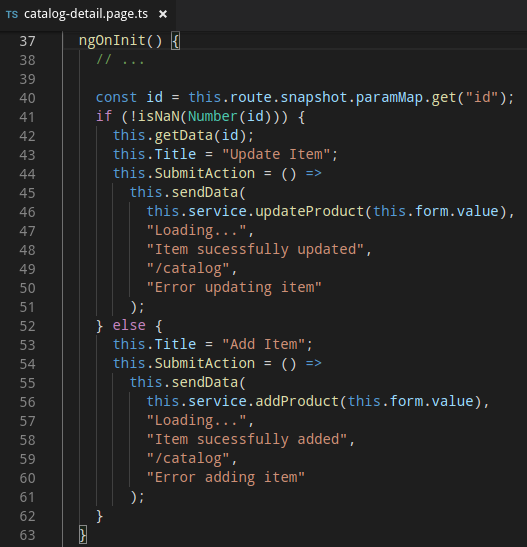 TS catalog-detail.page.ts ×
37 ngOnInit() {
38 // ...
39
40 const id = this.route.snapshot.paramMap.get("id");
41 if (!isNaN(Number(id))) {
42 this.getData(id);
43 this.Title = "Update Item";
44 this.SubmitAction = () =>
45 this.sendData(
46 this.service.updateProduct(this.form.value),
47 "Loading...",
48 "Item sucessfully updated",
49 "/catalog",
50 "Error updating item"
51 );
52 } else {
53 this.Title = "Add Item";
54 this.SubmitAction = () =>
55 this.sendData(
56 this.service.addProduct(this.form.value),
57 "Loading...",
58 "Item sucessfully added",
59 "/catalog",
60 "Error adding item"
61 );
62 }
63 }